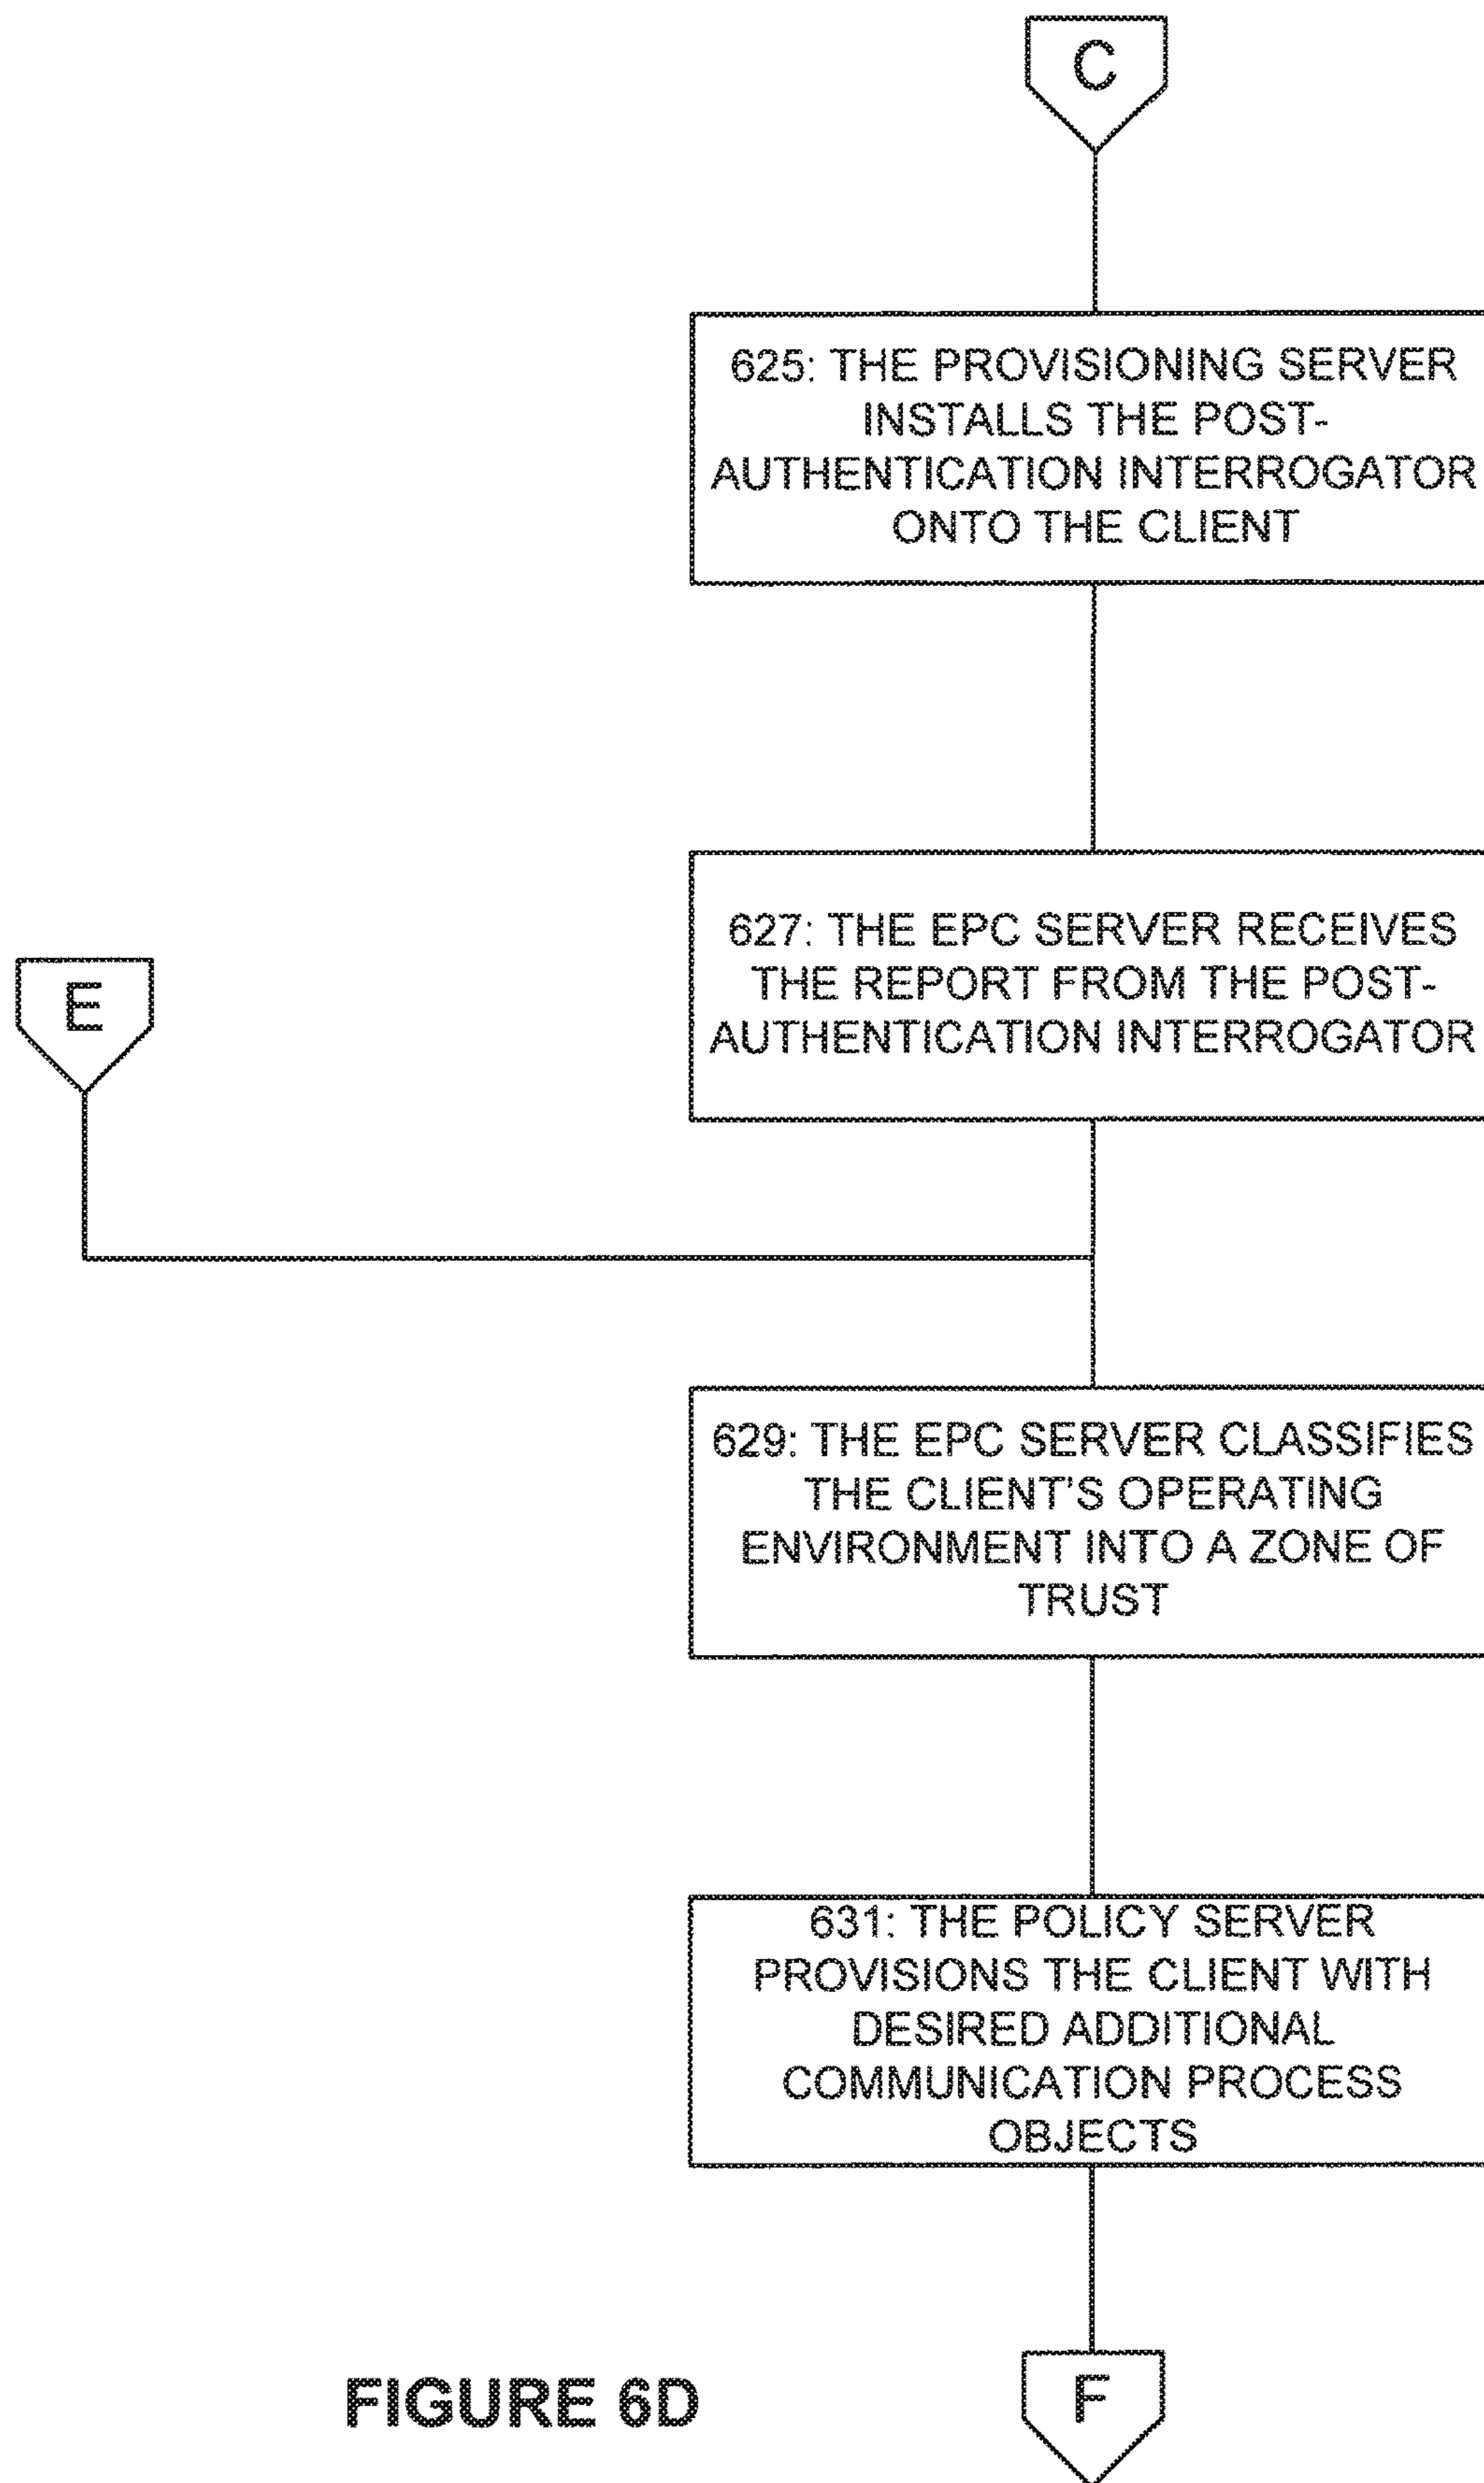 C
625: THE PROVISIONING SERVER
INSTALLS THE POST-
AUTHENTICATION INTERROGATOR
ONTO THE CLIENT
627: THE EPC SERVER RECEIVES
THE REPORT FROM THE POST-
AUTHENTICATION INTERROGATOR
E
629: THE EPC SERVER CLASSIFIES
THE CLIENT'S OPERATING
ENVIRONMENT INTO A ZONE OF
TRUST
631: THE POLICY SERVER
PROVISIONS THE CLIENT WITH
DESIRED ADDITIONAL
COMMUNICATION PROCESS
OBJECTS
F
FIGURE 6D